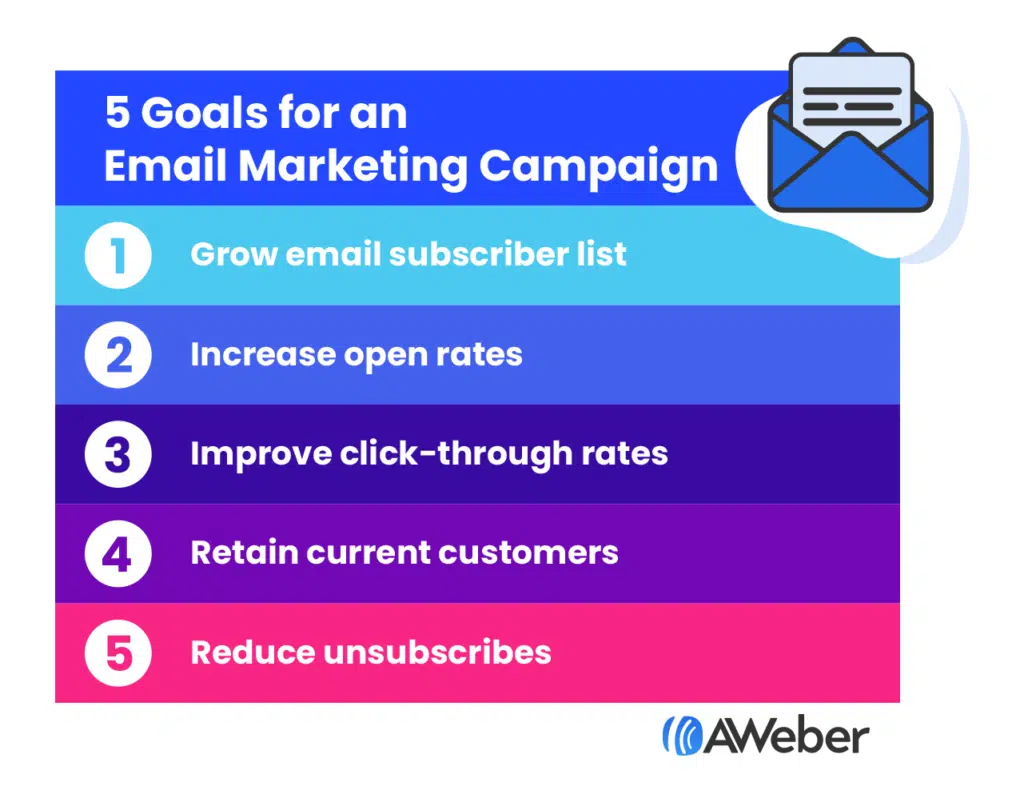 5 Goals for an
Email Marketing Campaign
1 Grow email subscriber list
2 Increase open rates
3 Improve click-through rates
4 Retain current customers
5 Reduce unsubscribes
AWeber